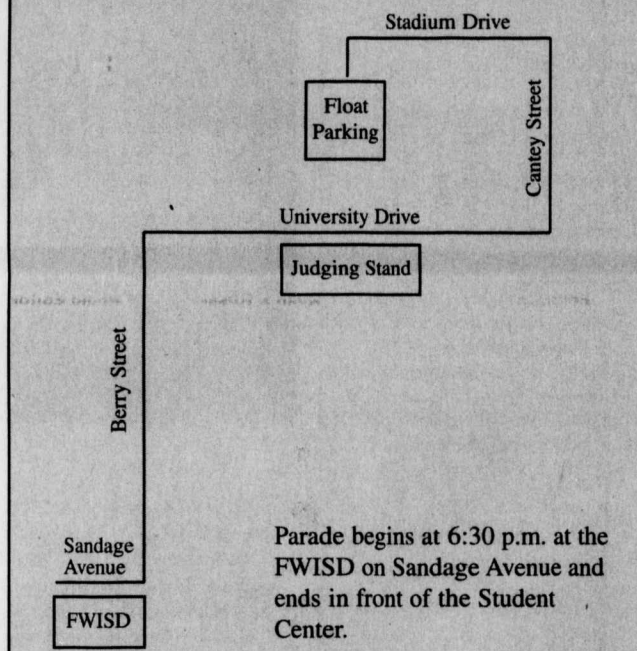 Stadium Drive
Float
Parking
Cantey Street
University Drive
Judging Stand
Berry Street
Sandage
Avenue
FWISD
Parade begins at 6:30 p.m. at the
FWISD on Sandage Avenue and
ends in front of the Student
Center.